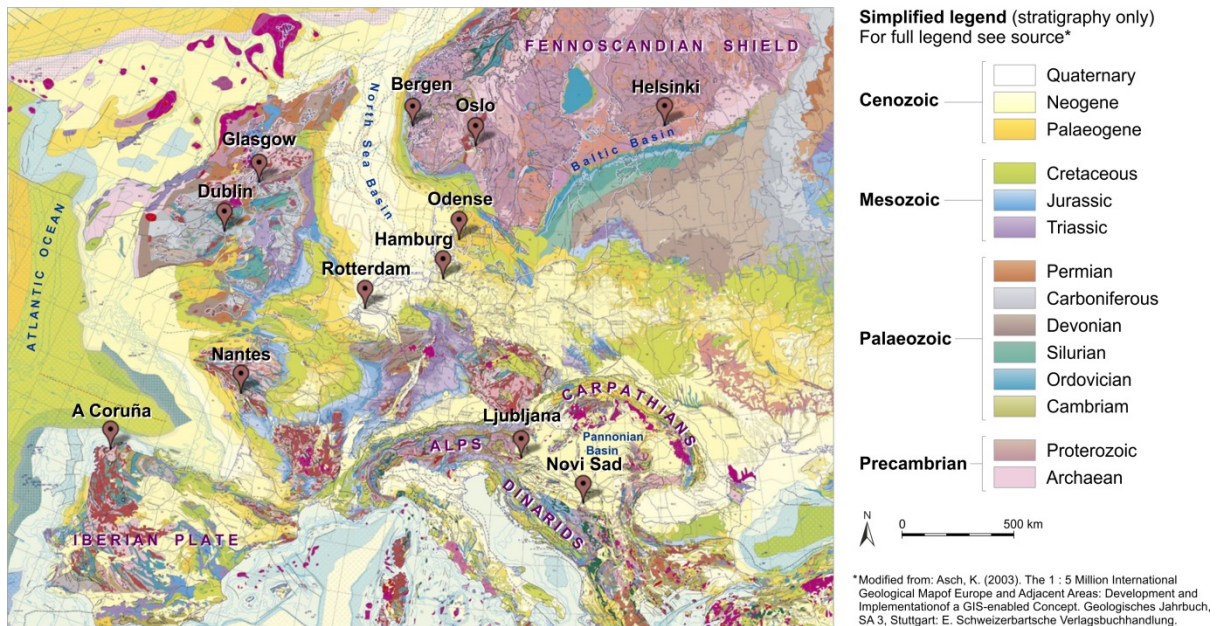 FENNOSCANDIAN SHIELD
Bergen
Oslo
Helsinki
North Sea Basin
Baltic Basin
Glasgow
Dublin
Odense
Hamburg
Rotterdam
ATLANTIC OCEAN
Nantes
A Coruña
CARPATHIANS
Ljubljana
ALPS
Pannonian
Basin
Novi Sad
DINARIDS
IBERIAN PLATE
Simplified legend (stratigraphy only)
For full legend see source*
Cenozoic
Quaternary
Neogene
Palaeogene
Mesozoic
Cretaceous
Jurassic
Triassic
Palaeozoic
Permian
Carboniferous
Devonian
Silurian
Ordovician
Cambriam
Precambrian
Proterozoic
Archaean
N
0 500 km
*Modified from: Asch, K. (2003). The 1 : 5 Million International
Geological Mapof Europe and Adjacent Areas: Development and
Implementationof a GIS-enabled Concept. Geologisches Jahrbuch,
SA 3, Stuttgart: E. Schweizerbartsche Verlagsbuchhandlung.